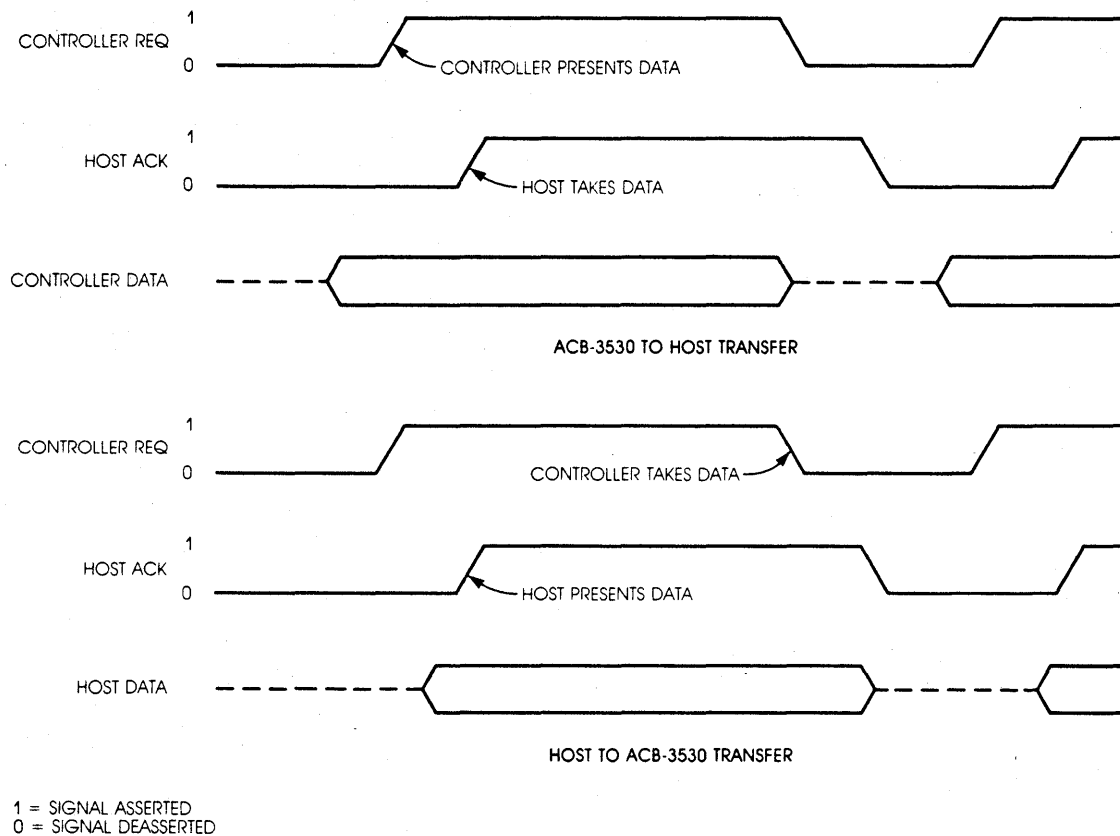 1
CONTROLLER REQ
0
CONTROLLER PRESENTS DATA
1
HOST ACK
0
HOST TAKES DATA
CONTROLLER DATA
ACB-3530 TO HOST TRANSFER
1
CONTROLLER REQ
0
CONTROLLER TAKES DATA
1
HOST ACK
0
HOST PRESENTS DATA
HOST DATA
HOST TO ACB-3530 TRANSFER
1 = SIGNAL ASSERTED
0 = SIGNAL DEASSERTED